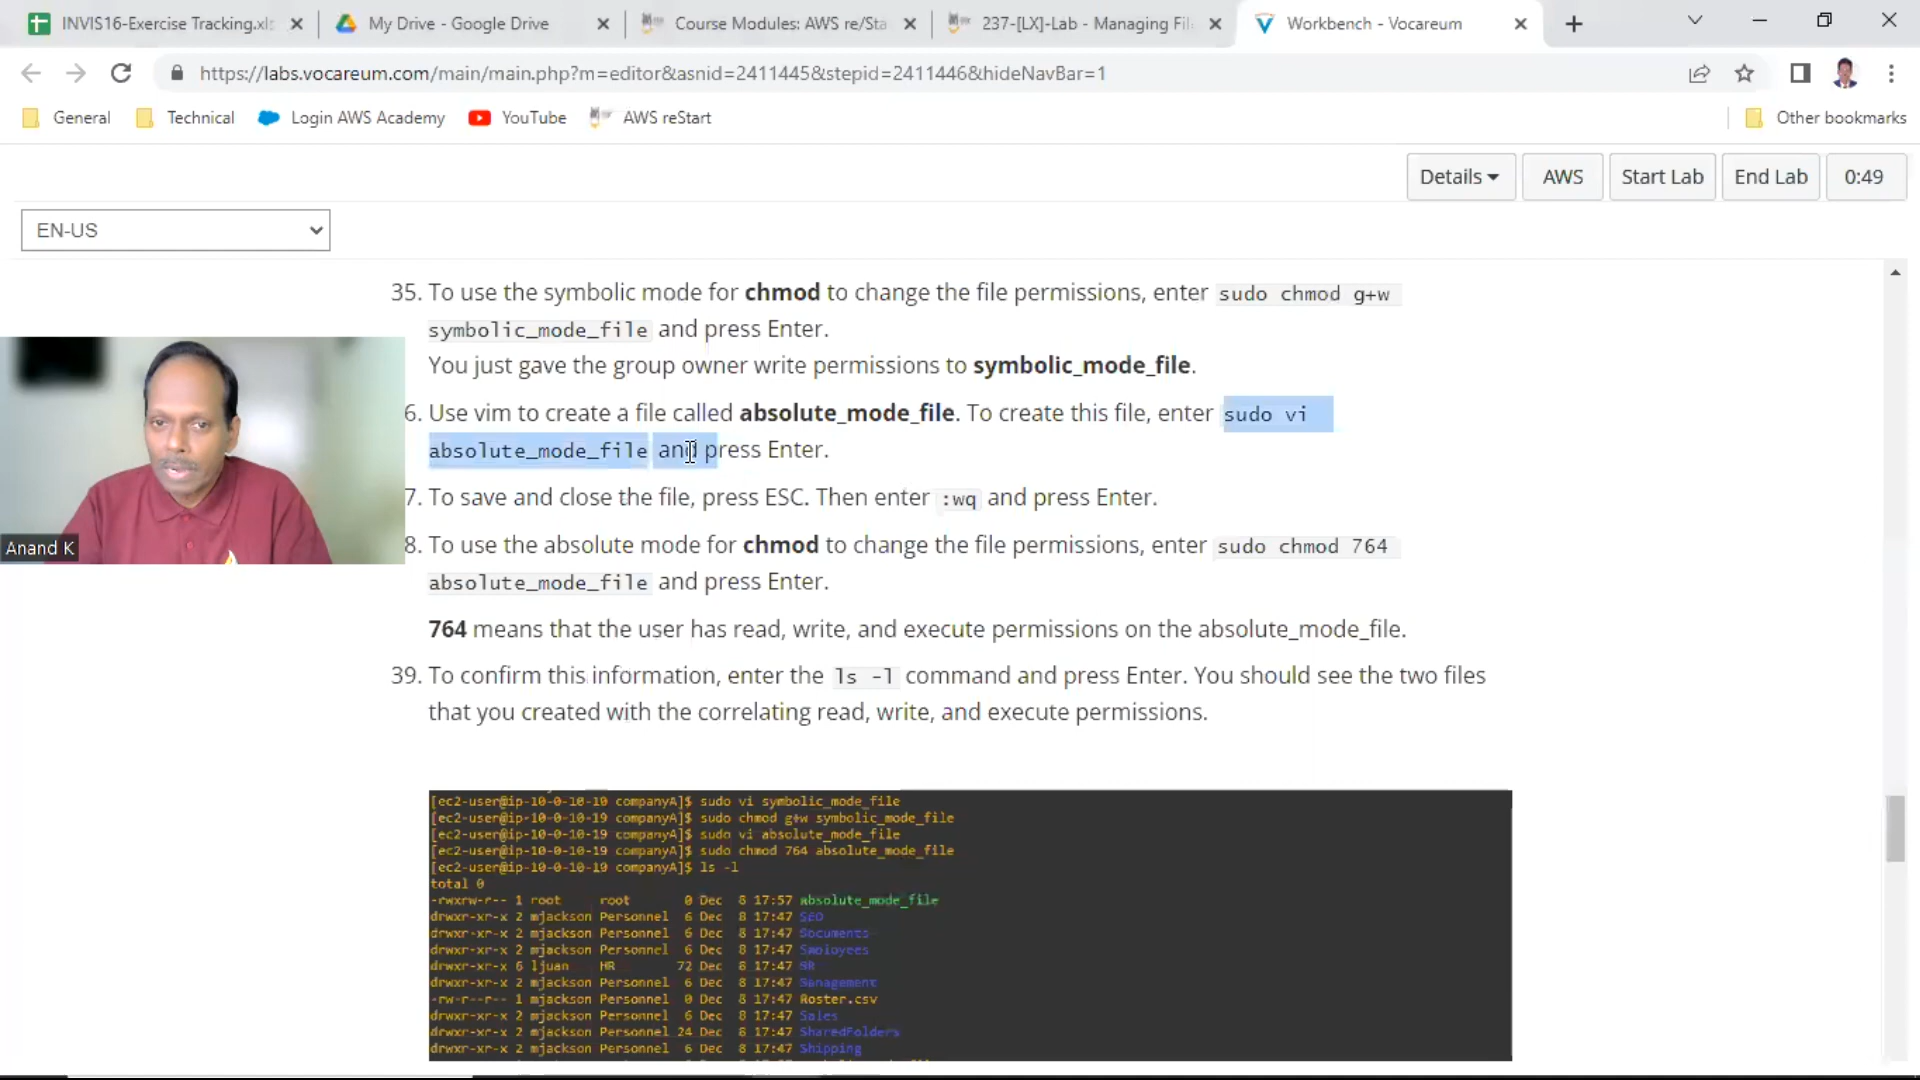 INVIS16-Exercise Tracking.xls
My Drive - Google Drive
Course Modules: AWS re/Sta
237-[LX]-Lab - Managing Fil
Workbench - Vocareum
https://labs.vocareum.com/main/main.php?m=editor&asnid=2411445&stepid=2411446&hideNavBar=1
General
Technical
Login AWS Academy
YouTube
AWS reStart
Other bookmarks
Details
AWS
Start Lab
End Lab
0:49
EN-US
35. To use the symbolic mode for chmod to change the file permissions, enter sudo chmod g+w
symbolic_mode_file and press Enter.
You just gave the group owner write permissions to symbolic_mode_file.
6. Use vim to create a file called absolute_mode_file. To create this file, enter sudo vi
absolute_mode_file and press Enter.
7. To save and close the file, press ESC. Then enter :wq and press Enter.
8. To use the absolute mode for chmod to change the file permissions, enter sudo chmod 764
absolute_mode_file and press Enter.
764 means that the user has read, write, and execute permissions on the absolute_mode_file.
39. To confirm this information, enter the ls -l command and press Enter. You should see the two files
that you created with the correlating read, write, and execute permissions.
Anand K
[ec2-user@ip-10-0-10-19 companyA]$ sudo vi symbolic_mode_file
[ec2-user@ip-10-0-10-19 companyA]$ sudo chmod g+w symbolic_mode_file
[ec2-user@ip-10-0-10-19 companyA]$ sudo vi absolute_mode_file
[ec2-user@ip-10-0-10-19 companyA]$ sudo chmod 764 absolute_mode_file
[ec2-user@ip-10-0-10-19 companyA]$ ls -l
total 0
-rwxrw-r-- 1 root root 0 Dec 8 17:57 absolute_mode_file
drwxr-xr-x 2 mjackson Personnel 6 Dec 8 17:47
drwxr-xr-x 2 mjackson Personnel 6 Dec 8 17:47 Documents
drwxr-xr-x 2 mjackson Personnel 6 Dec 8 17:47 Employees
drwxr-xr-x 6 ljuan HR 72 Dec 8 17:47 HR
drwxr-xr-x 2 mjackson Personnel 6 Dec 8 17:47 Management
-rw-r--r-- 1 mjackson Personnel 0 Dec 8 17:47 Roster.csv
drwxr-xr-x 2 mjackson Personnel 6 Dec 8 17:47 Sales
drwxr-xr-x 2 mjackson Personnel 24 Dec 8 17:47 SharedFolders
drwxr-xr-x 2 mjackson Personnel 6 Dec 8 17:47 Shipping